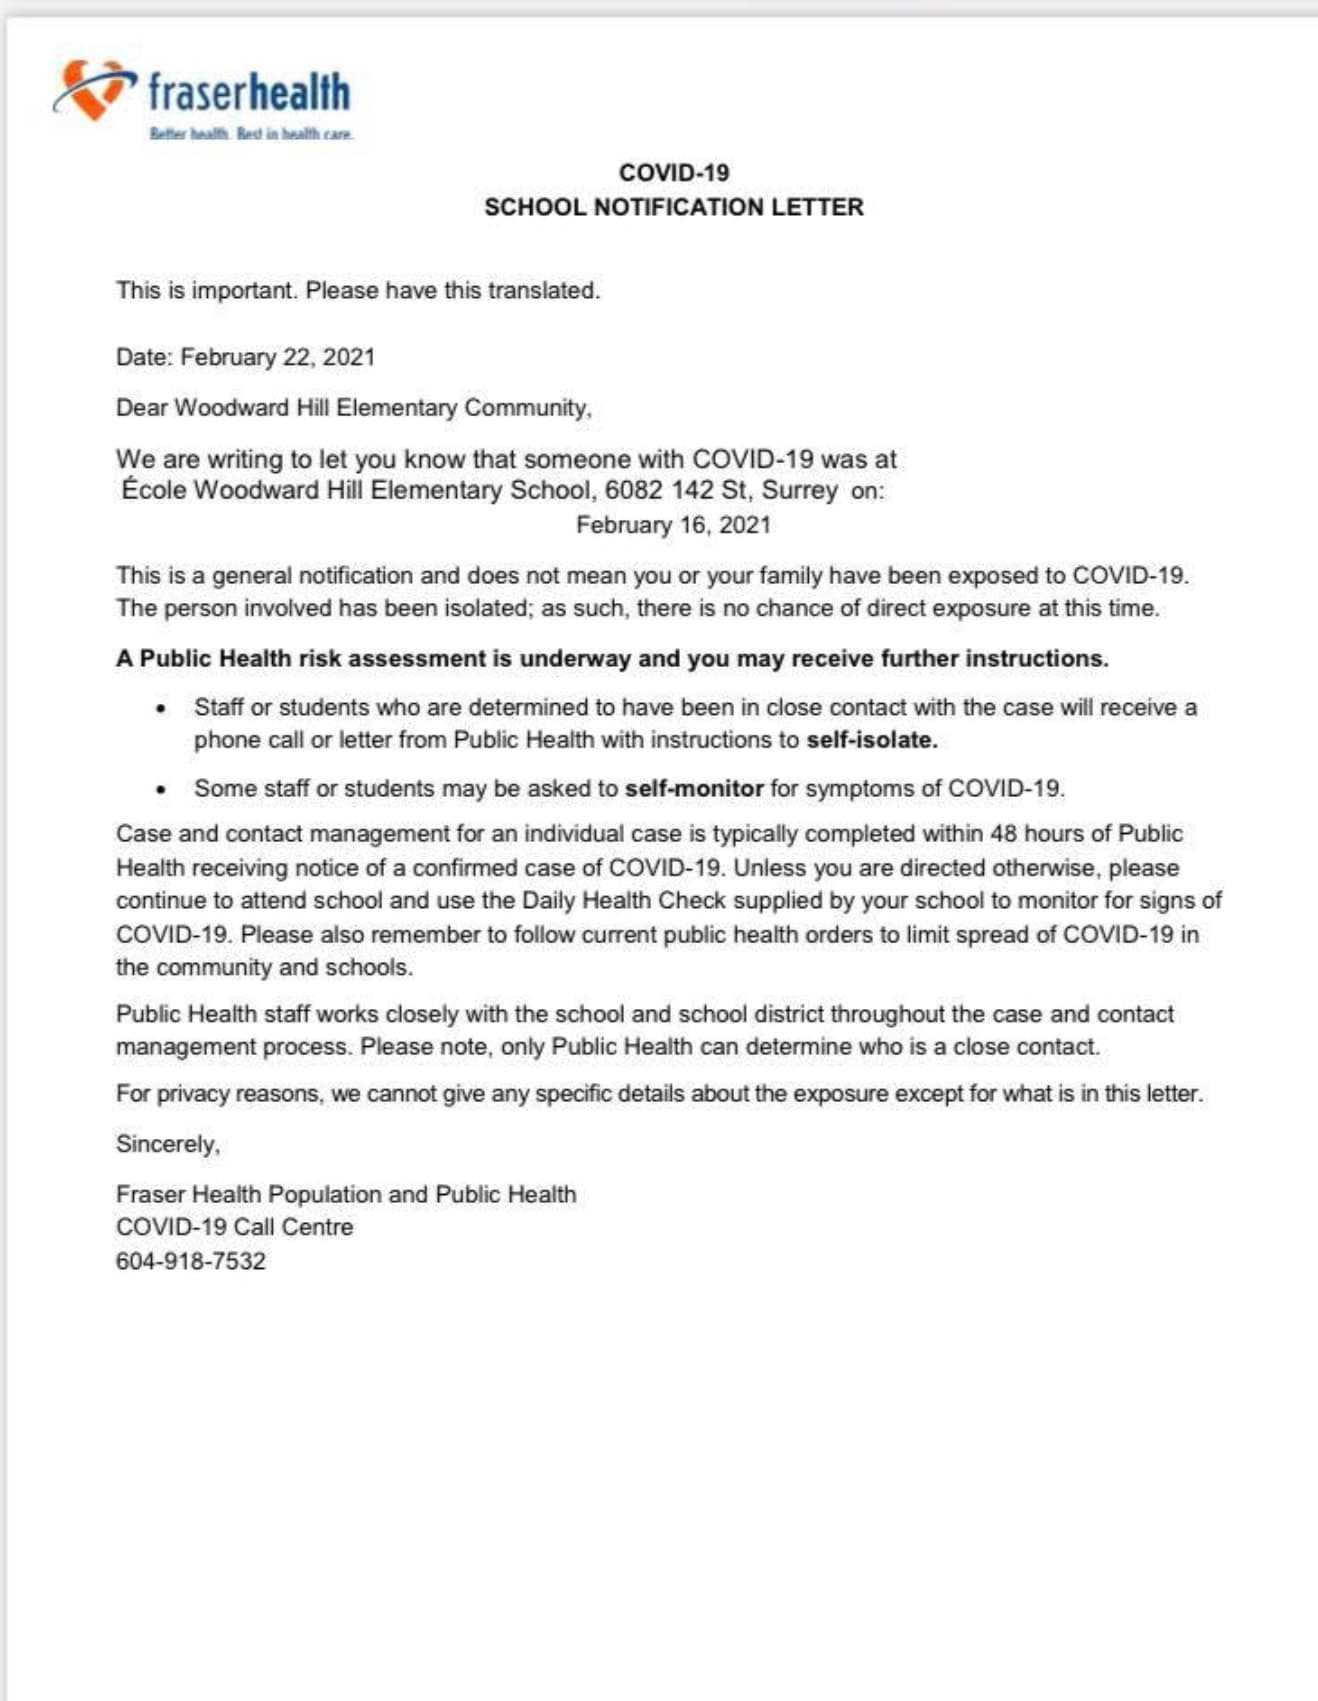 fraserhealth
Better health. Best in health care.
COVID-19
SCHOOL NOTIFICATION LETTER
This is important. Please have this translated.
Date: February 22, 2021
Dear Woodward Hill Elementary Community,
We are writing to let you know that someone with COVID-19 was at
École Woodward Hill Elementary School, 6082 142 St, Surrey on:
February 16, 2021
This is a general notification and does not mean you or your family have been exposed to COVID-19.
The person involved has been isolated; as such, there is no chance of direct exposure at this time.
A Public Health risk assessment is underway and you may receive further instructions.
• Staff or students who are determined to have been in close contact with the case will receive a
phone call or letter from Public Health with instructions to self-isolate.
• Some staff or students may be asked to self-monitor for symptoms of COVID-19.
Case and contact management for an individual case is typically completed within 48 hours of Public
Health receiving notice of a confirmed case of COVID-19. Unless you are directed otherwise, please
continue to attend school and use the Daily Health Check supplied by your school to monitor for signs of
COVID-19. Please also remember to follow current public health orders to limit spread of COVID-19 in
the community and schools.
Public Health staff works closely with the school and school district throughout the case and contact
management process. Please note, only Public Health can determine who is a close contact.
For privacy reasons, we cannot give any specific details about the exposure except for what is in this letter.
Sincerely,
Fraser Health Population and Public Health
COVID-19 Call Centre
604-918-7532